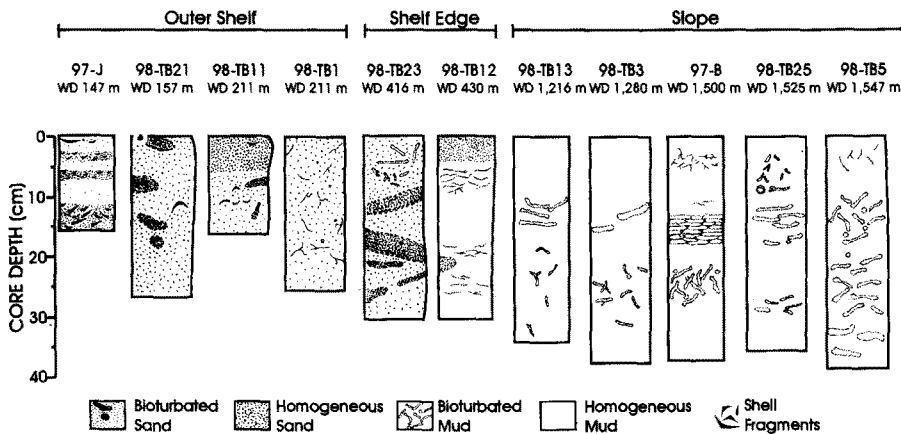 Outer Shelf Shelf Edge Slope
97-J 98-TB21 98-TB11 98-TB1 98-TB23 98-TB12 98-TB13 98-TB3 97-B 98-TB25 98-TB5
WD 147 m WD 157 m WD 211 m WD 211 m WD 416 m WD 430 m WD 1,216 m WD 1,280 m WD 1,500 m WD 1,525 m WD 1,547 m
CORE DEPTH (cm)
0
10
20
30
40
Bioturbated Sand
Homogeneous Sand
Bioturbated Mud
Homogeneous Mud
Shell Fragments